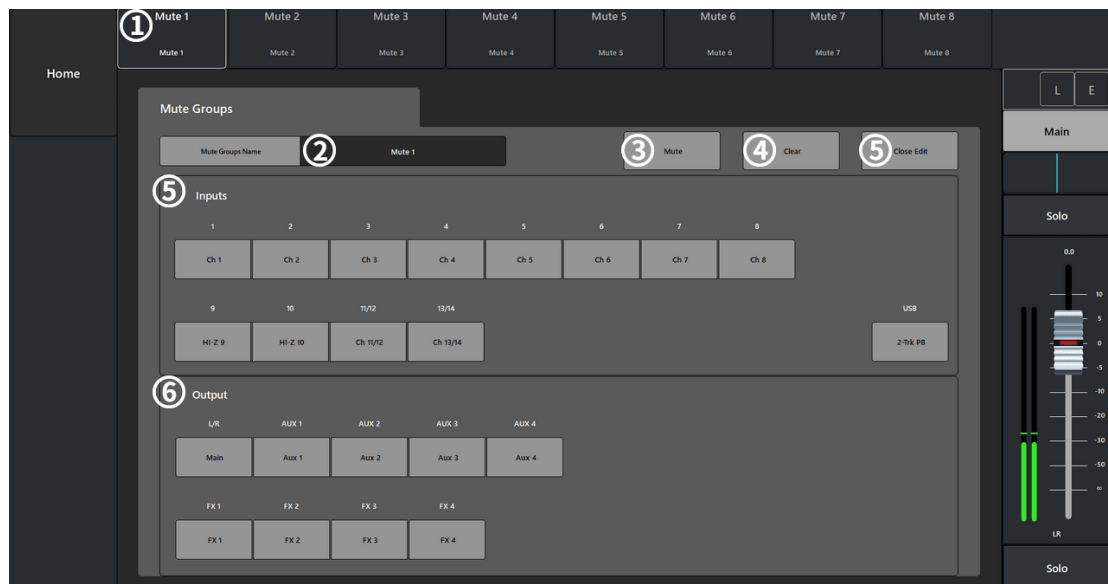 ① Mute 1 Mute 2 Mute 3 Mute 4 Mute 5 Mute 6 Mute 7 Mute 8
Mute 1 Mute 2 Mute 3 Mute 4 Mute 5 Mute 6 Mute 7 Mute 8
Home
L E
Mute Groups
Main
Mute Groups Name ② Mute 1 ③ Mute ④ Clear ⑤ Close Edit
⑤ Inputs
Solo
1 2 3 4 5 6 7 8
Ch 1 Ch 2 Ch 3 Ch 4 Ch 5 Ch 6 Ch 7 Ch 8
0.0
10
9 10 11/12 13/14 USB
5
HI-Z 9 HI-Z 10 Ch 11/12 Ch 13/14 2-Trk PB
0
-5
⑥ Output
-10
-20
L/R AUX 1 AUX 2 AUX 3 AUX 4
-30
Main Aux 1 Aux 2 Aux 3 Aux 4
-50
∞
FX 1 FX 2 FX 3 FX 4
FX 1 FX 2 FX 3 FX 4
LR
Solo